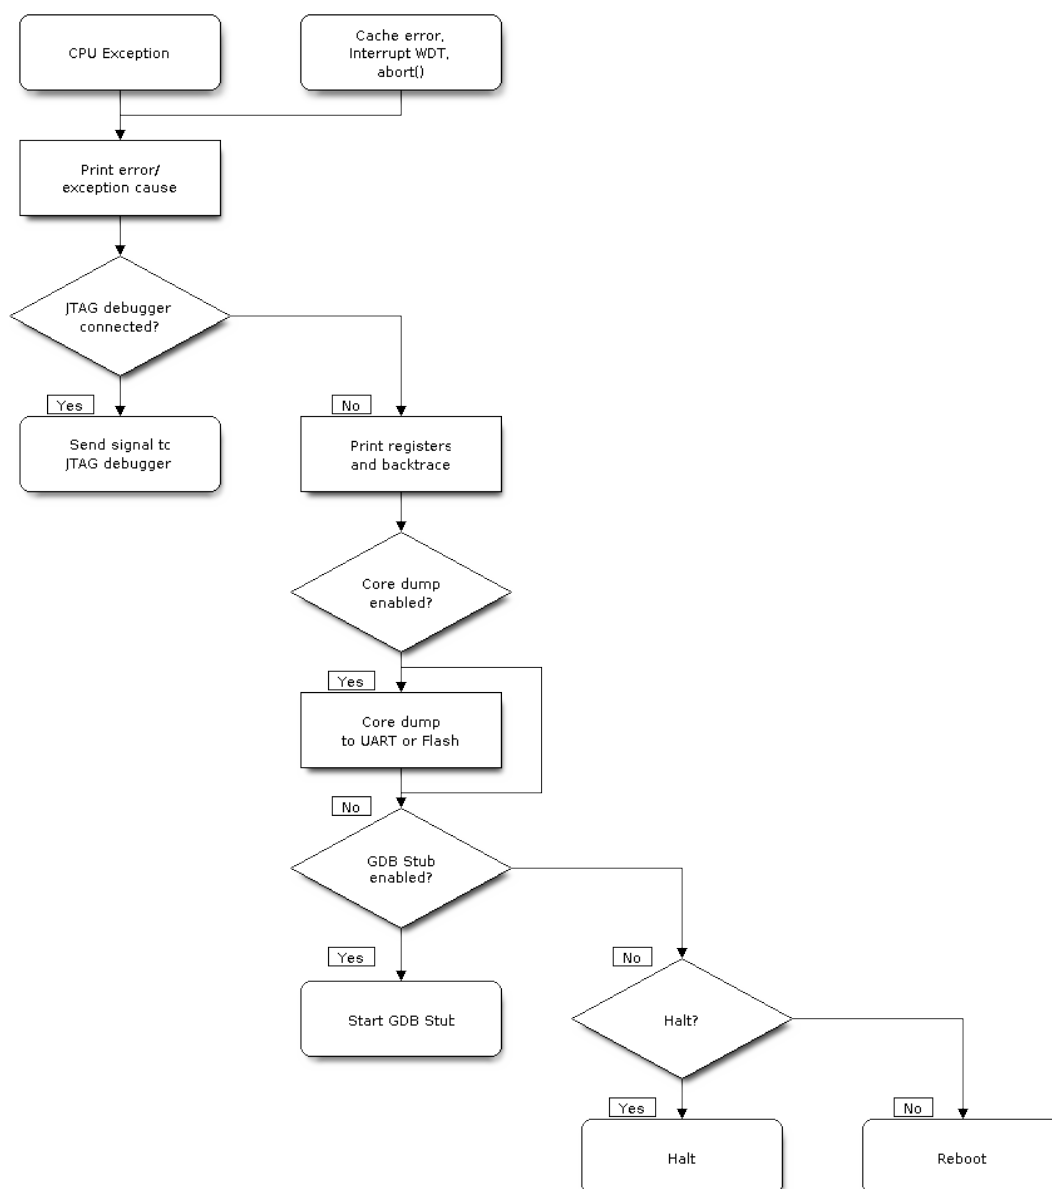 CPU Exception
Cache error,
Interrupt WDT,
abort()
Print error/
exception cause
JTAG debugger
connected?
Yes
No
Send signal to
JTAG debugger
Print registers
and backtrace
Core dump
enabled?
Yes
Core dump
to UART or Flash
No
GDB Stub
enabled?
Yes
No
Start GDB Stub
Halt?
Yes
No
Halt
Reboot